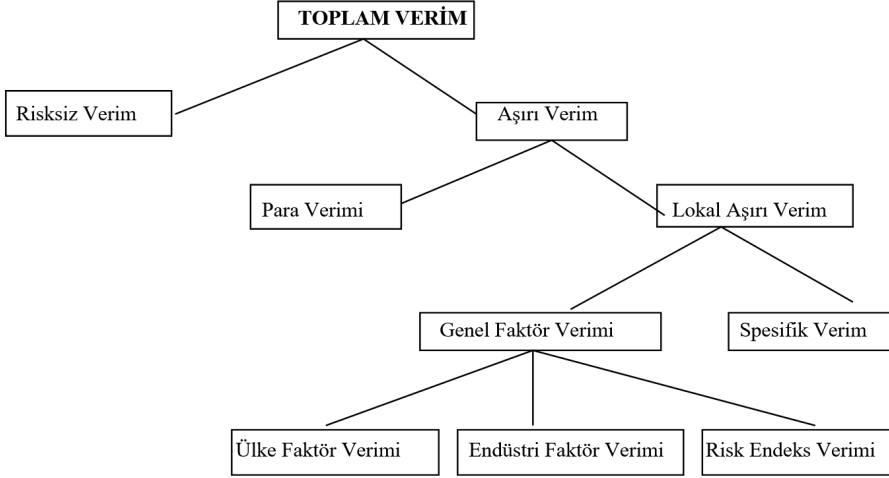 TOPLAM VERİM
Risksiz Verim
Aşırı Verim
Para Verimi
Lokal Aşırı Verim
Genel Faktör Verimi
Spesifik Verim
Ülke Faktör Verimi
Endüstri Faktör Verimi
Risk Endeks Verimi